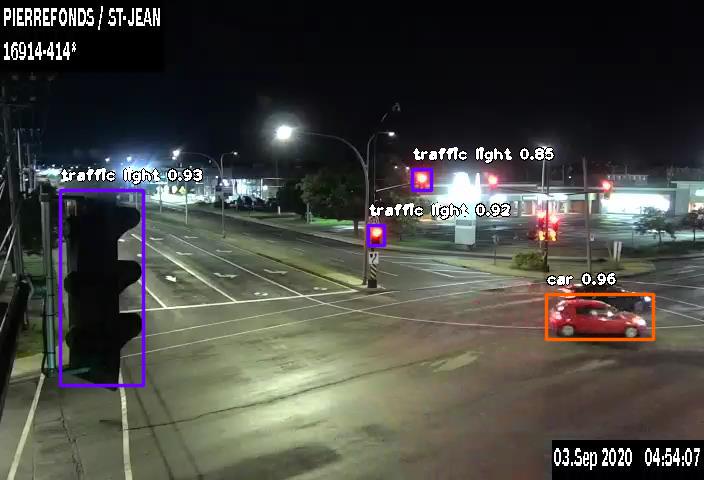 PIERREFONDS / ST-JEAN
16914-414*
traffic light 0.85
traffic light 0.93
traffic light 0.92
car 0.96
03.Sep 2020 04:54:07